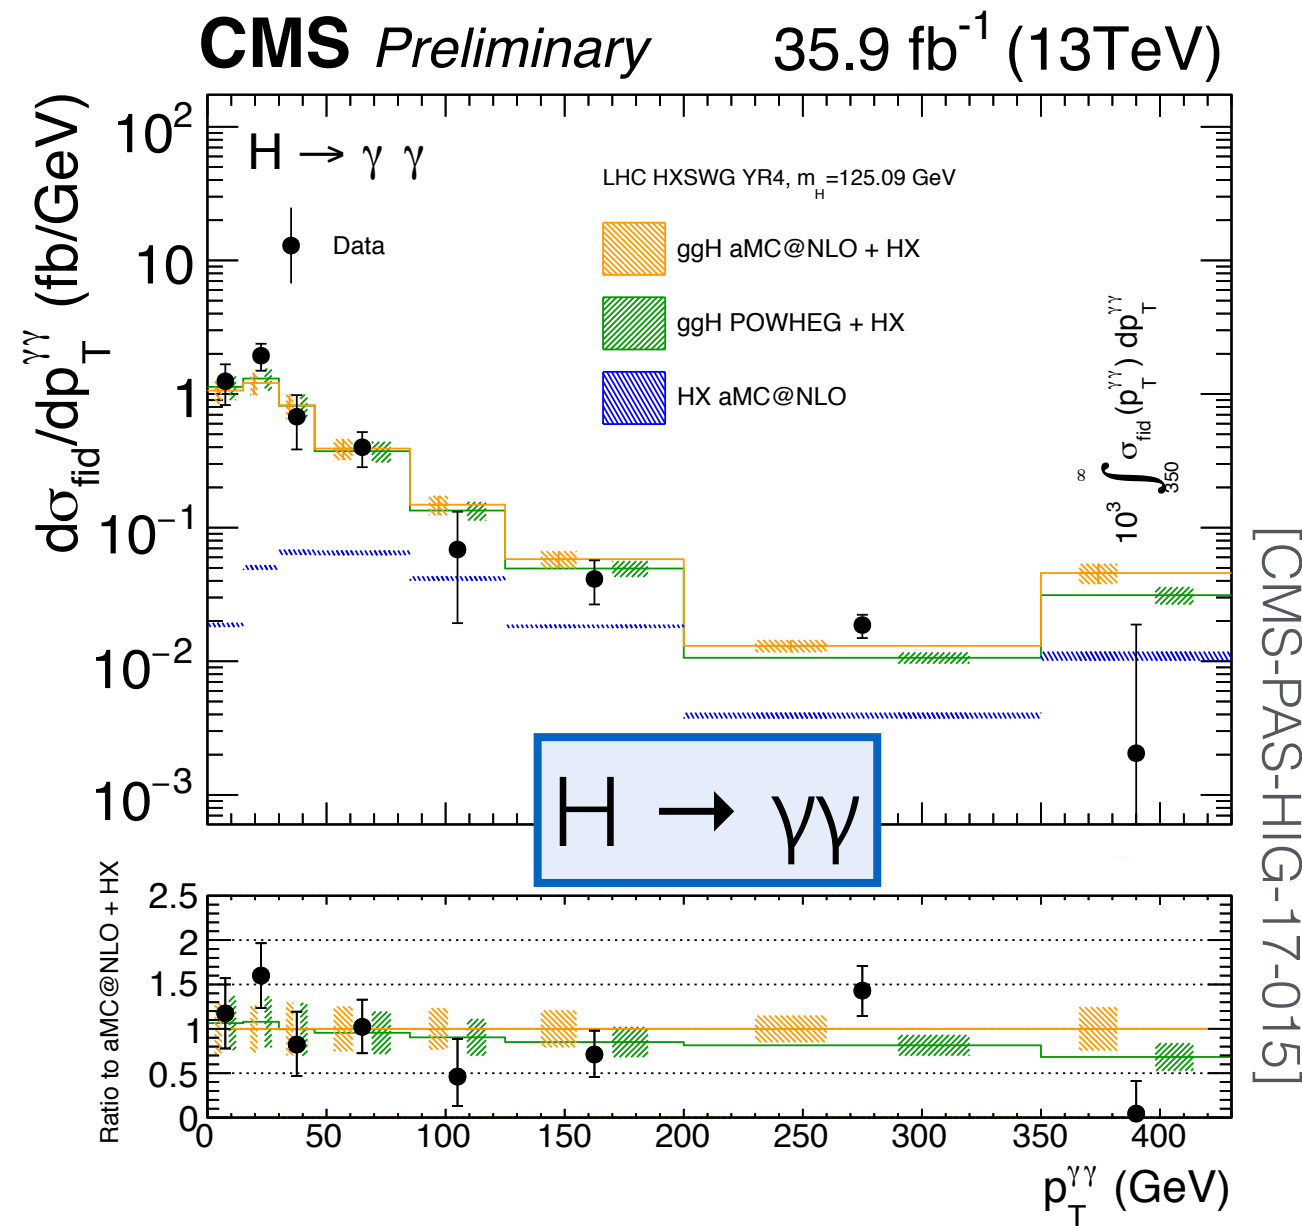 CMS Preliminary 35.9 fb⁻¹ (13TeV)
dσ_fid/dp_T^γγ (fb/GeV)
10²
10
1
10⁻¹
10⁻²
10⁻³
H → γ γ
Data
LHC HXSWG YR4, m_H=125.09 GeV
ggH aMC@NLO + HX
ggH POWHEG + HX
HX aMC@NLO
10³ ∫_350^∞ σ_fid (p_T^γγ) dp_T^γγ
H → γγ
[CMS-PAS-HIG-17-015]
Ratio to aMC@NLO + HX
2.5
2
1.5
1
0.5
0
0 50 100 150 200 250 300 350 400
p_T^γγ (GeV)